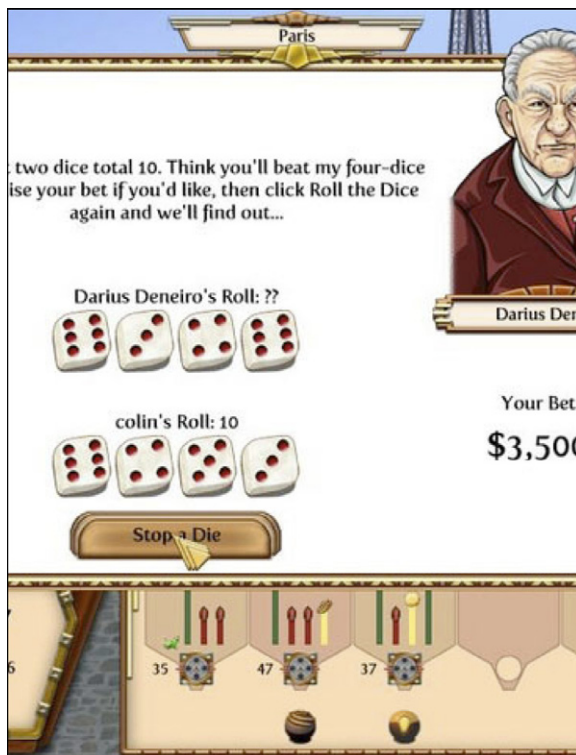 Paris
two dice total 10. Think you'll beat my four-dice
ise your bet if you'd like, then click Roll the Dice
again and we'll find out...
Darius Deneiro's Roll: ??
Darius Den
colin's Roll: 10
Your Bet
$3,500
Stop a Die
6
35
47
37